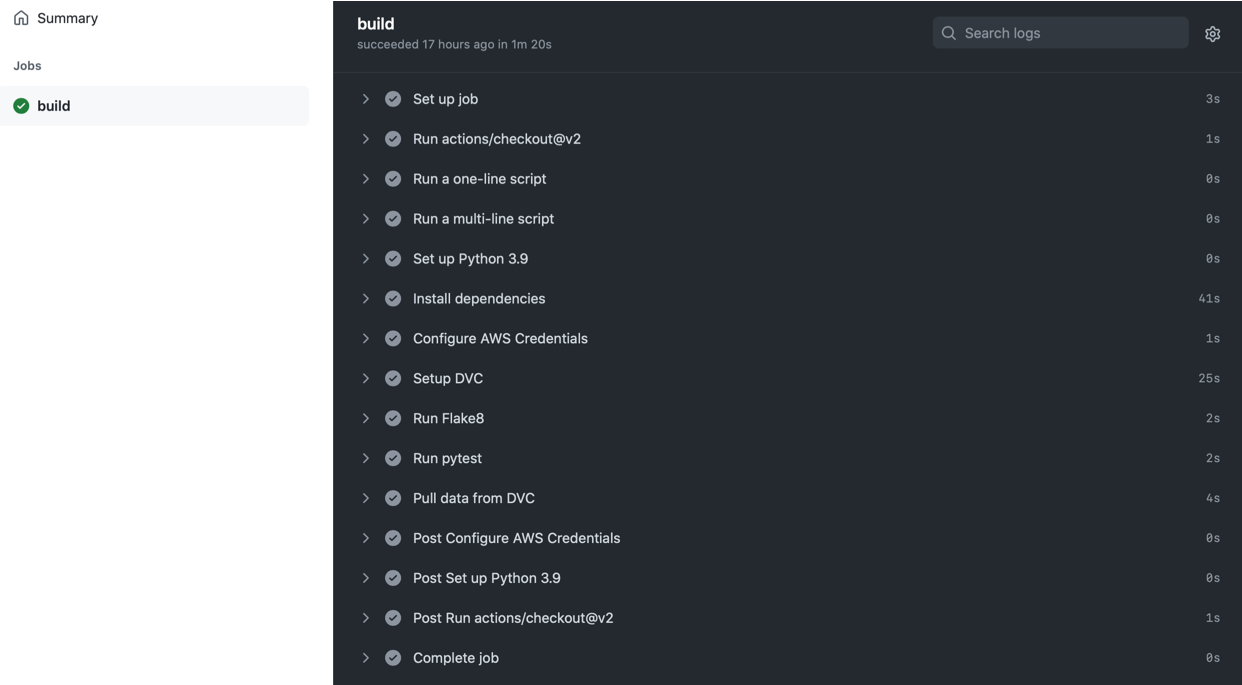 Summary
Jobs
build
build
succeeded 17 hours ago in 1m 20s
Search logs
Set up job 3s
Run actions/checkout@v2 1s
Run a one-line script 0s
Run a multi-line script 0s
Set up Python 3.9 0s
Install dependencies 41s
Configure AWS Credentials 1s
Setup DVC 25s
Run Flake8 2s
Run pytest 2s
Pull data from DVC 4s
Post Configure AWS Credentials 0s
Post Set up Python 3.9 0s
Post Run actions/checkout@v2 1s
Complete job 0s